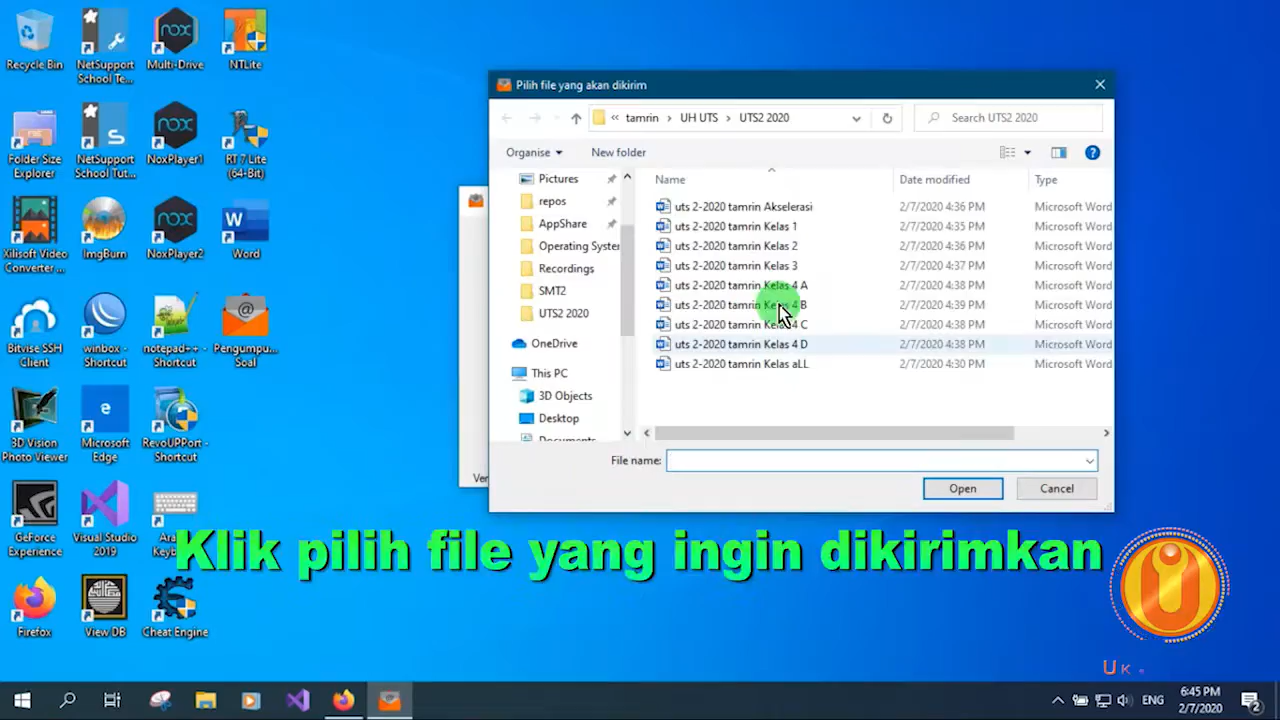 Recycle Bin
NetSupport School Te...
Multi-Drive
NTLite
Folder Size Explorer
NetSupport School Tut...
NoxPlayer1
RT 7 Lite (64-Bit)
Xilisoft Video Converter ...
ImgBurn
NoxPlayer2
Word
Bitvise SSH Client
winbox - Shortcut
notepad++ - Shortcut
Pengumpu... Soal
3D Vision Photo Viewer
Microsoft Edge
RevoUPPort - Shortcut
GeForce Experience
Visual Studio 2019
Firefox
View DB
Cheat Engine
Pilih file yang akan dikirim
« tamrin › UH UTS › UTS2 2020
Search UTS2 2020
Organise
New folder
Pictures
repos
AppShare
Operating Syste
Recordings
SMT2
UTS2 2020
OneDrive
This PC
3D Objects
Desktop
Documents
Name Date modified Type
uts 2-2020 tamrin Akselerasi 2/7/2020 4:36 PM Microsoft Word
uts 2-2020 tamrin Kelas 1 2/7/2020 4:35 PM Microsoft Word
uts 2-2020 tamrin Kelas 2 2/7/2020 4:36 PM Microsoft Word
uts 2-2020 tamrin Kelas 3 2/7/2020 4:37 PM Microsoft Word
uts 2-2020 tamrin Kelas 4 A 2/7/2020 4:38 PM Microsoft Word
uts 2-2020 tamrin Kelas 4 B 2/7/2020 4:39 PM Microsoft Word
uts 2-2020 tamrin Kelas 4 C 2/7/2020 4:38 PM Microsoft Word
uts 2-2020 tamrin Kelas 4 D 2/7/2020 4:38 PM Microsoft Word
uts 2-2020 tamrin Kelas aLL 2/7/2020 4:30 PM Microsoft Word
File name:
Open
Cancel
Ver
Klik pilih file yang ingin dikirimkan
UK
ENG
6:45 PM
2/7/2020
2